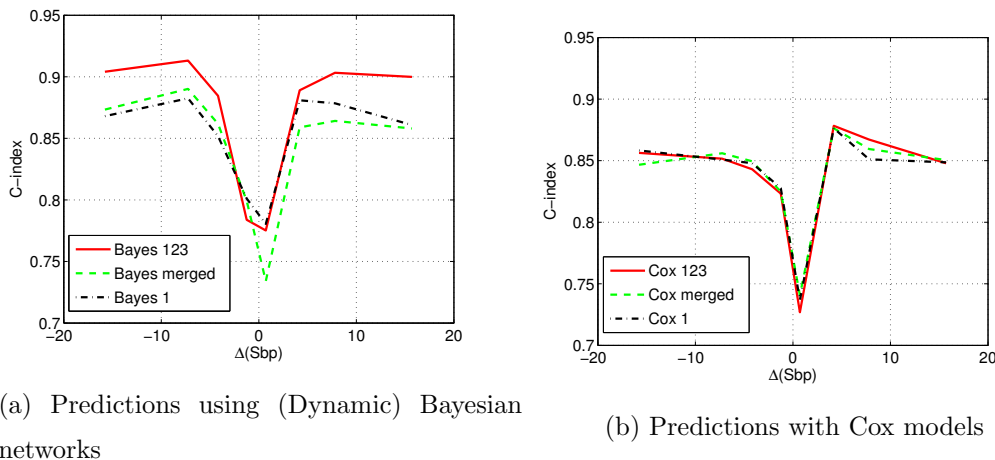 0.95
0.9
0.85
0.8
0.75
0.7
C−index
−20
−10
0
10
20
Δ(Sbp)
Bayes 123
Bayes merged
Bayes 1
(a) Predictions using (Dynamic) Bayesian
networks
0.95
0.9
0.85
0.8
0.75
0.7
C−index
−20
−10
0
10
20
Δ(Sbp)
Cox 123
Cox merged
Cox 1
(b) Predictions with Cox models